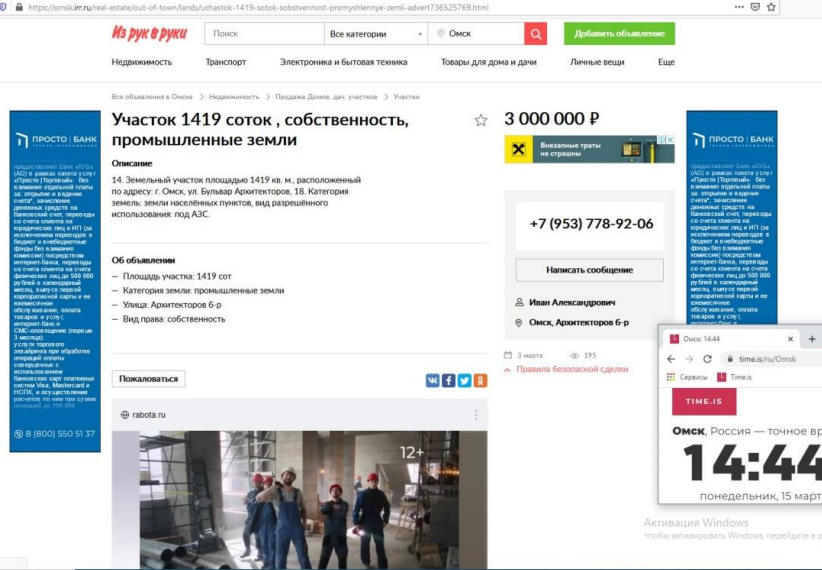 https://omsk.irr.ru/real-estate/out-of-town/lands/uchastok-1419-sotok-sobstvennost-promyshlennye-zemli-advert736525769.html
Из рук в руки
Поиск
Все категории
Омск
Добавить объявление
Недвижимость
Транспорт
Электроника и бытовая техника
Товары для дома и дачи
Личные вещи
Еще
Все объявления в Омске > Недвижимость > Продажа Домов, дач, участков > Участки
Участок 1419 соток , собственность,
промышленные земли
Описание
14. Земельный участок площадью 1419 кв. м., расположенный
по адресу: г. Омск, ул. Бульвар Архитекторов, 18. Категория
земель: земли населённых пунктов, вид разрешённого
использования: под АЗС.
Об объявлении
— Площадь участка: 1419 сот
— Категория земли: промышленные земли
— Улица: Архитекторов б-р
— Вид права: собственность
Пожаловаться
rabota.ru
12+
3 000 000 ₽
Внезапные траты
не страшны
+7 (953) 778-92-06
Написать сообщение
Иван Александрович
Омск, Архитекторов б-р
3 марта
195
Правила безопасной сделки
ПРОСТО | БАНК
предоставляет Банк «КУБ»
(АО) в рамках пакета услуг
«Просто |Торговый»: без
взимания отдельной платы
за: открытие и ведение
счета*, зачисление
денежных средств на
банковский счет, переводы
со счета клиента на
юридических лиц и ИП (за
исключением переводов в
бюджет и внебюджетные
фонды без взимания
комиссии) посредством
интернет-банка, переводы
со счета клиента на счета
физических лиц до 500 000
рублей в календарный
месяц, выпуск первой
корпоративной карты и ее
ежемесячное
обслуживание, оплата
товаров и услуг,
интернет-банк и
СМС-оповещение (первые
3 месяца).
услуги торгового
эквайринга при обработке
операций оплаты
совершенных с
использованием
банковских карт платежных
систем Visa, Mastercard и
НСПК, и осуществление
расчетов по ним при сумме
операций до 100 000
8 (800) 550 51 37
ПРОСТО | БАНК
предоставляет Банк «КУБ»
(АО) в рамках пакета услуг
«Просто |Торговый»: без
взимания отдельной платы
за: открытие и ведение
счета*, зачисление
денежных средств на
банковский счет, переводы
со счета клиента на
юридических лиц и ИП (за
исключением переводов в
бюджет и внебюджетные
фонды без взимания
комиссии) посредством
интернет-банка, переводы
со счета клиента на счета
физических лиц до 500 000
рублей в календарный
месяц, выпуск первой
корпоративной карты и ее
ежемесячное
обслуживание, оплата
товаров и услуг,
Омск 14:44
time.is/ru/Omsk
Сервисы
Time.is
TIME.IS
Омск, Россия — точное вр
14:44
понедельник, 15 март
Активация Windows
Чтобы активировать Windows, перейдите в р